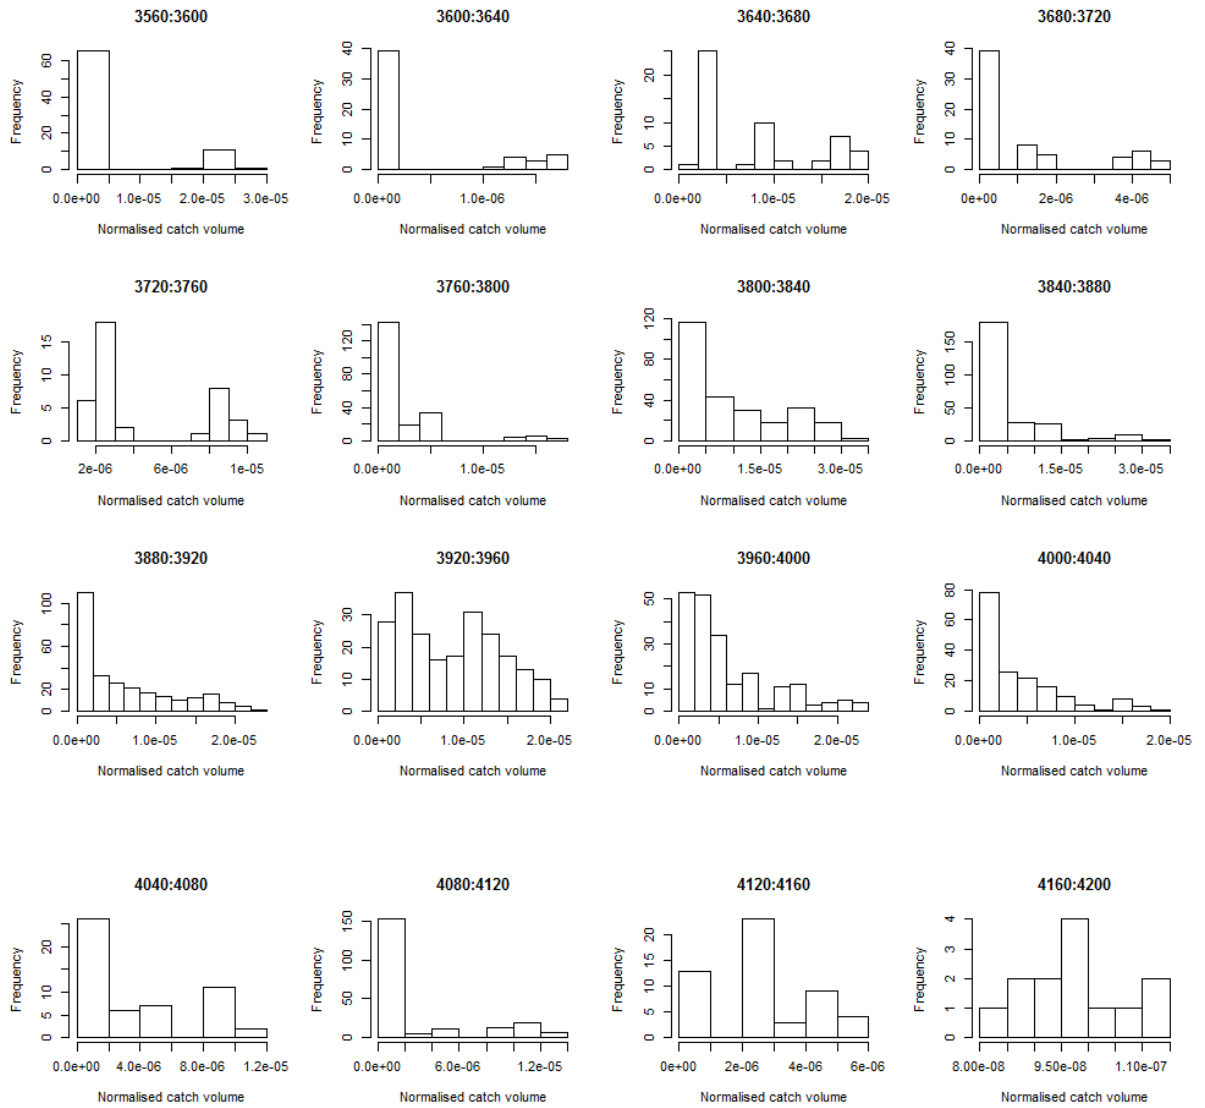 3560:3600
Frequency
0 20 40 60
0.0e+00 1.0e-05 2.0e-05 3.0e-05
Normalised catch volume
3600:3640
Frequency
0 10 20 30 40
0.0e+00 1.0e-06
Normalised catch volume
3640:3680
Frequency
0 5 10 20
0.0e+00 1.0e-05 2.0e-05
Normalised catch volume
3680:3720
Frequency
0 10 20 30 40
0e+00 2e-06 4e-06
Normalised catch volume
3720:3760
Frequency
0 5 10 15
2e-06 6e-06 1e-05
Normalised catch volume
3760:3800
Frequency
0 40 80 120
0.0e+00 1.0e-05
Normalised catch volume
3800:3840
Frequency
0 40 80 120
0.0e+00 1.5e-05 3.0e-05
Normalised catch volume
3840:3880
Frequency
0 50 100 150
0.0e+00 1.5e-05 3.0e-05
Normalised catch volume
3880:3920
Frequency
0 20 60 100
0.0e+00 1.0e-05 2.0e-05
Normalised catch volume
3920:3960
Frequency
0 10 20 30
0.0e+00 1.0e-05 2.0e-05
Normalised catch volume
3960:4000
Frequency
0 10 30 50
0.0e+00 1.0e-05 2.0e-05
Normalised catch volume
4000:4040
Frequency
0 20 40 60 80
0.0e+00 1.0e-05 2.0e-05
Normalised catch volume
4040:4080
Frequency
0 5 10 20
0.0e+00 4.0e-06 8.0e-06 1.2e-05
Normalised catch volume
4080:4120
Frequency
0 50 100 150
0.0e+00 6.0e-06 1.2e-05
Normalised catch volume
4120:4160
Frequency
0 5 10 15 20
0e+00 2e-06 4e-06 6e-06
Normalised catch volume
4160:4200
Frequency
0 1 2 3 4
8.00e-08 9.50e-08 1.10e-07
Normalised catch volume